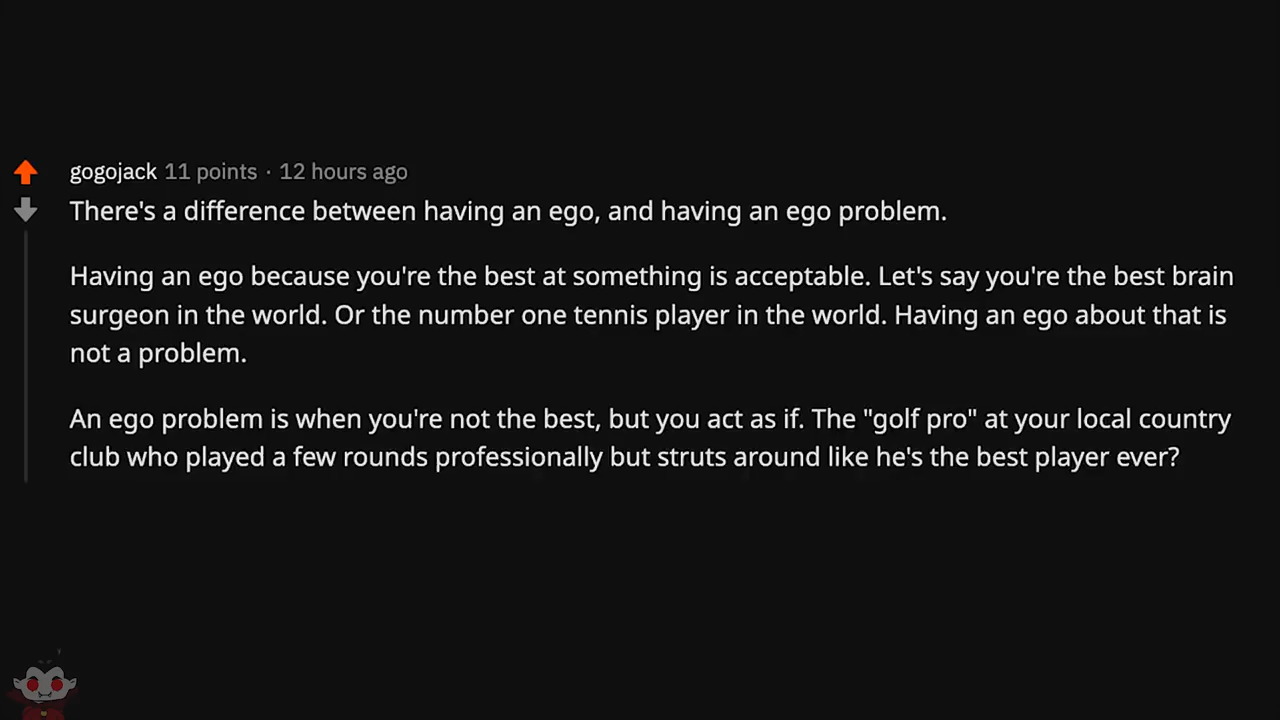 gogojack 11 points · 12 hours ago
There's a difference between having an ego, and having an ego problem.
Having an ego because you're the best at something is acceptable. Let's say you're the best brain
surgeon in the world. Or the number one tennis player in the world. Having an ego about that is
not a problem.
An ego problem is when you're not the best, but you act as if. The "golf pro" at your local country
club who played a few rounds professionally but struts around like he's the best player ever?